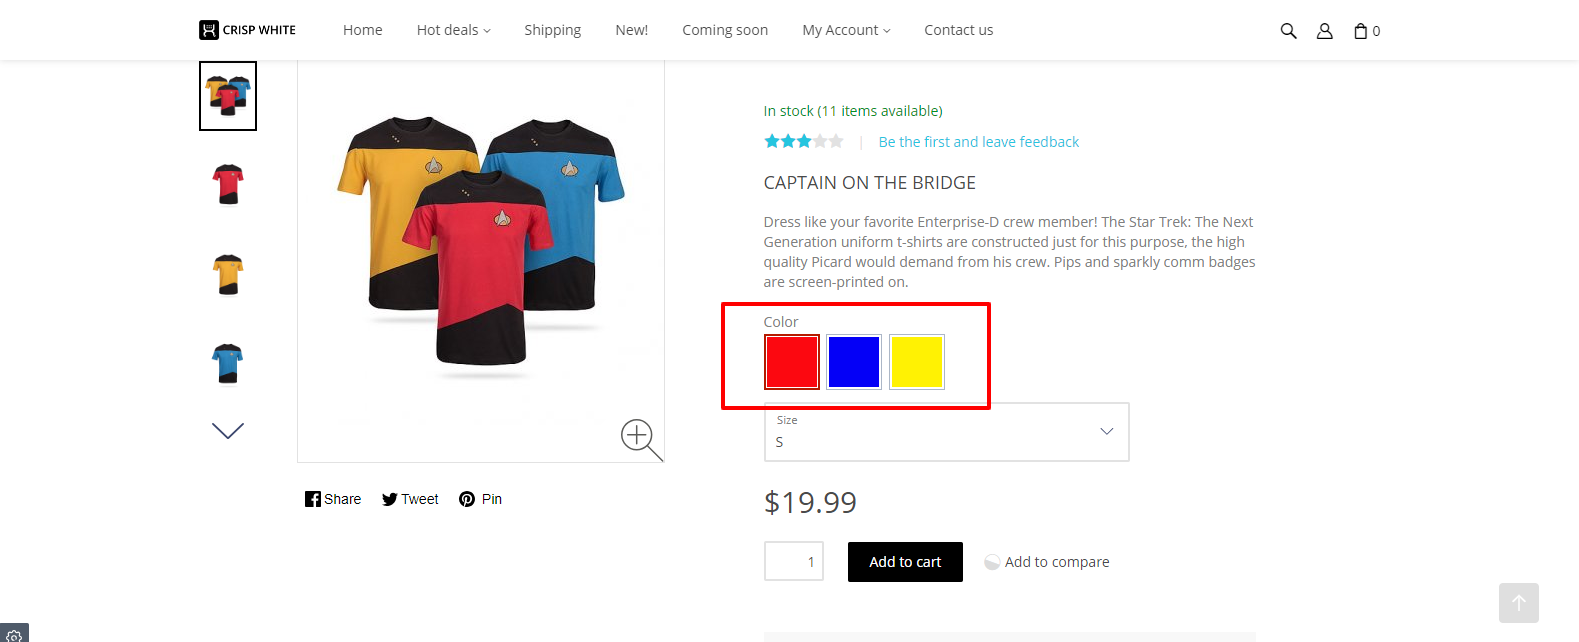 CRISP WHITE
Home
Hot deals
Shipping
New!
Coming soon
My Account
Contact us
0
In stock (11 items available)
Be the first and leave feedback
CAPTAIN ON THE BRIDGE
Dress like your favorite Enterprise-D crew member! The Star Trek: The Next
Generation uniform t-shirts are constructed just for this purpose, the high
quality Picard would demand from his crew. Pips and sparkly comm badges
are screen-printed on.
Color
Size
S
Share
Tweet
Pin
$19.99
1
Add to cart
Add to compare